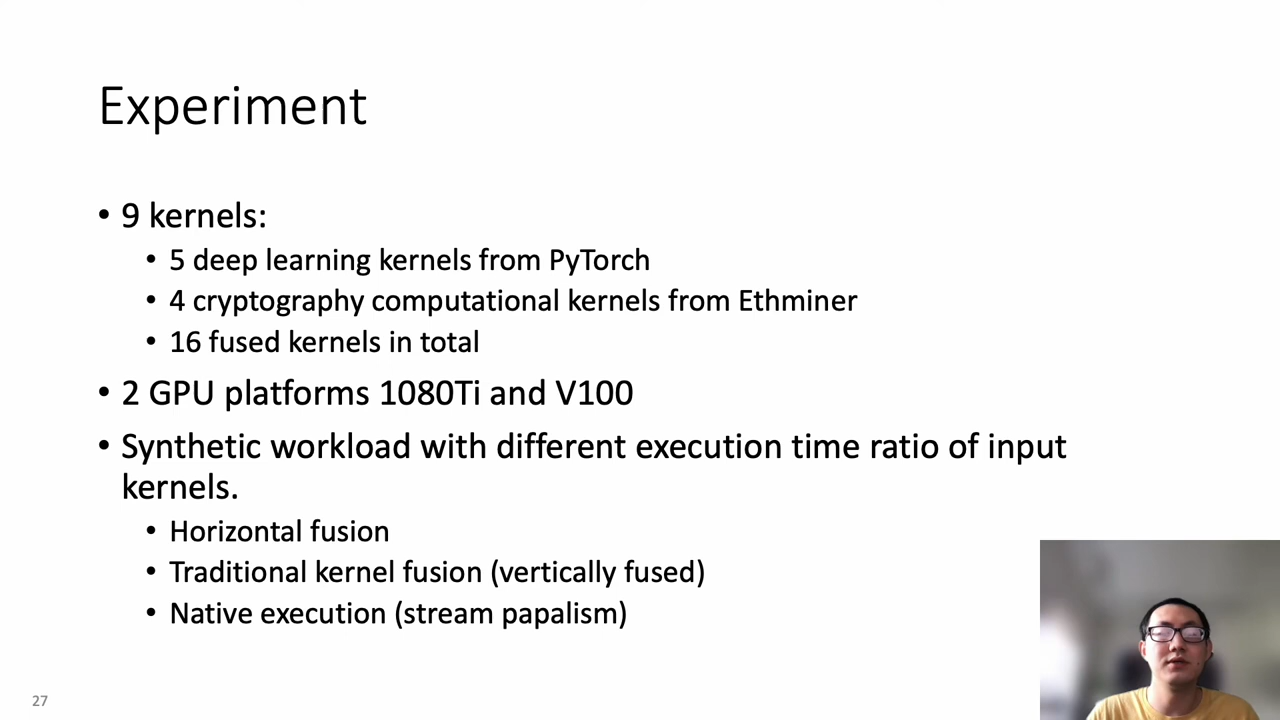 Experiment
• 9 kernels:
• 5 deep learning kernels from PyTorch
• 4 cryptography computational kernels from Ethminer
• 16 fused kernels in total
• 2 GPU platforms 1080Ti and V100
• Synthetic workload with different execution time ratio of input
kernels.
• Horizontal fusion
• Traditional kernel fusion (vertically fused)
• Native execution (stream papalism)
27